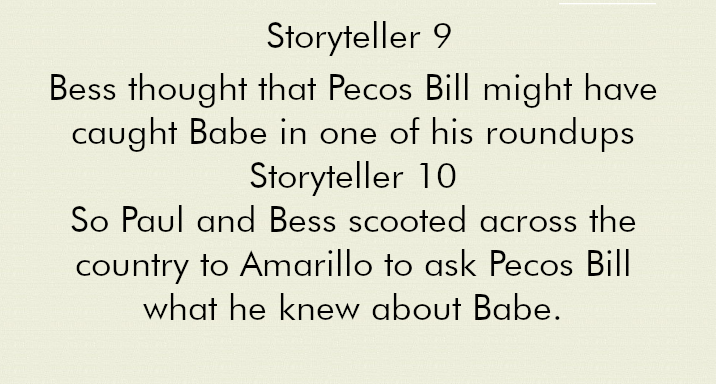 Storyteller 9
Bess thought that Pecos Bill might have
caught Babe in one of his roundups
Storyteller 10
So Paul and Bess scooted across the
country to Amarillo to ask Pecos Bill
what he knew about Babe.